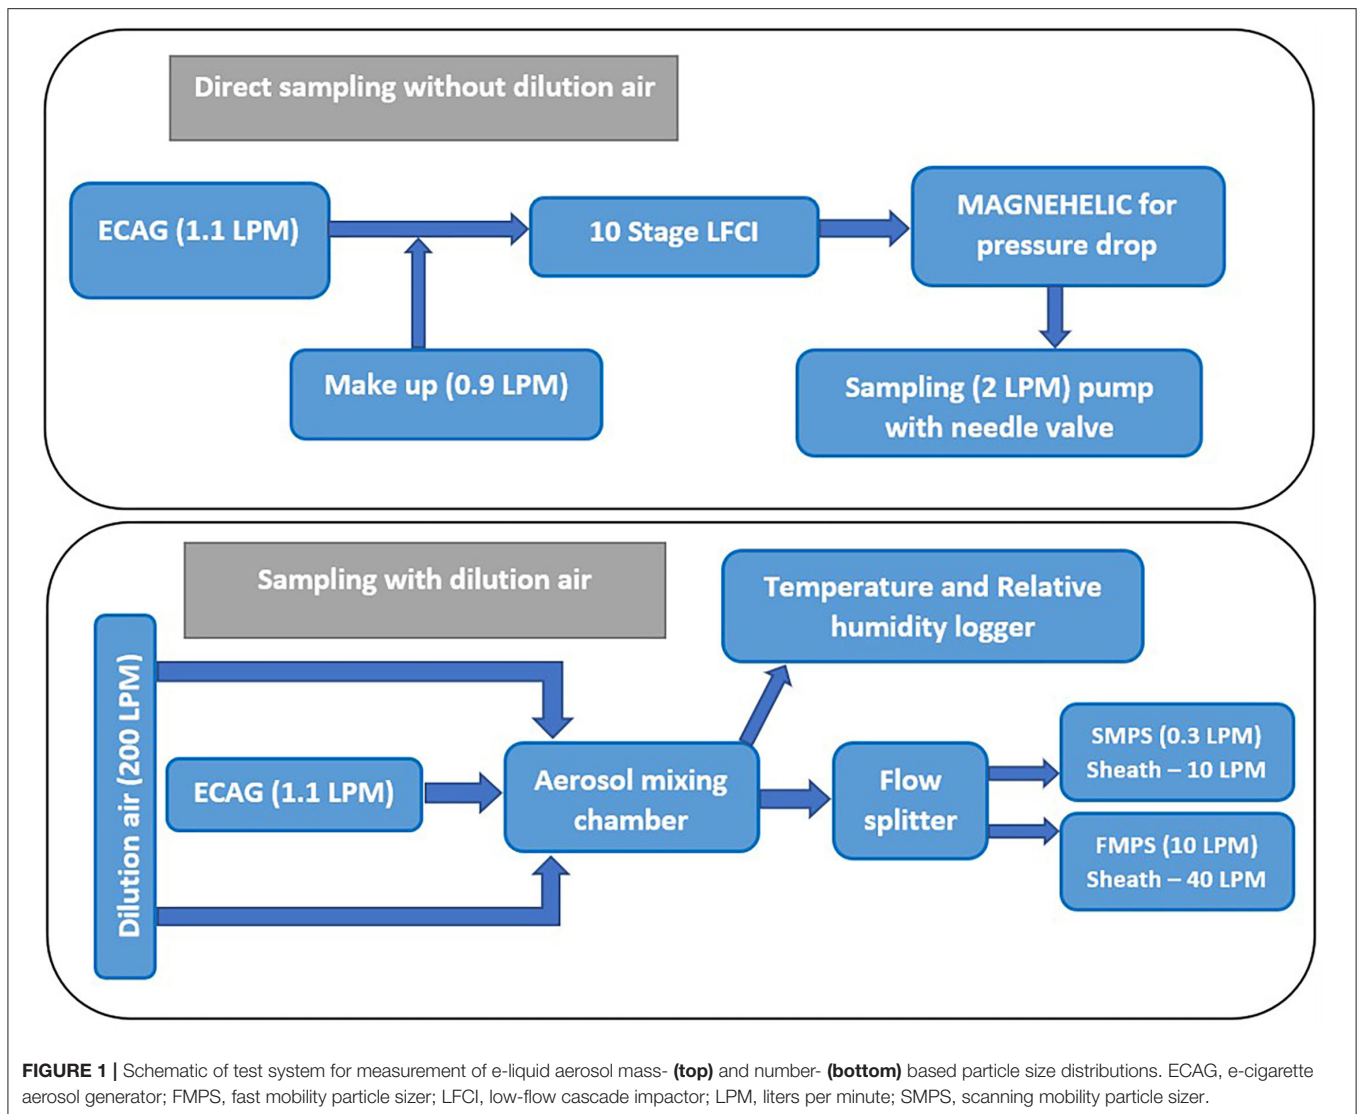 Direct sampling without dilution air
ECAG (1.1 LPM)
10 Stage LFCI
MAGNEHELIC for
pressure drop
Make up (0.9 LPM)
Sampling (2 LPM) pump
with needle valve
Sampling with dilution air
Temperature and Relative
humidity logger
Dilution air (200 LPM)
ECAG (1.1 LPM)
Aerosol mixing
chamber
Flow
splitter
SMPS (0.3 LPM)
Sheath – 10 LPM
FMPS (10 LPM)
Sheath – 40 LPM
FIGURE 1 | Schematic of test system for measurement of e-liquid aerosol mass- (top) and number- (bottom) based particle size distributions. ECAG, e-cigarette
aerosol generator; FMPS, fast mobility particle sizer; LFCI, low-flow cascade impactor; LPM, liters per minute; SMPS, scanning mobility particle sizer.